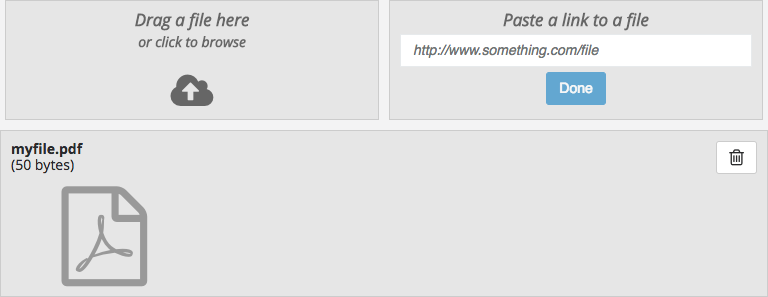 Drag a file here
or click to browse
Paste a link to a file
http://www.something.com/file
Done
myfile.pdf
(50 bytes)